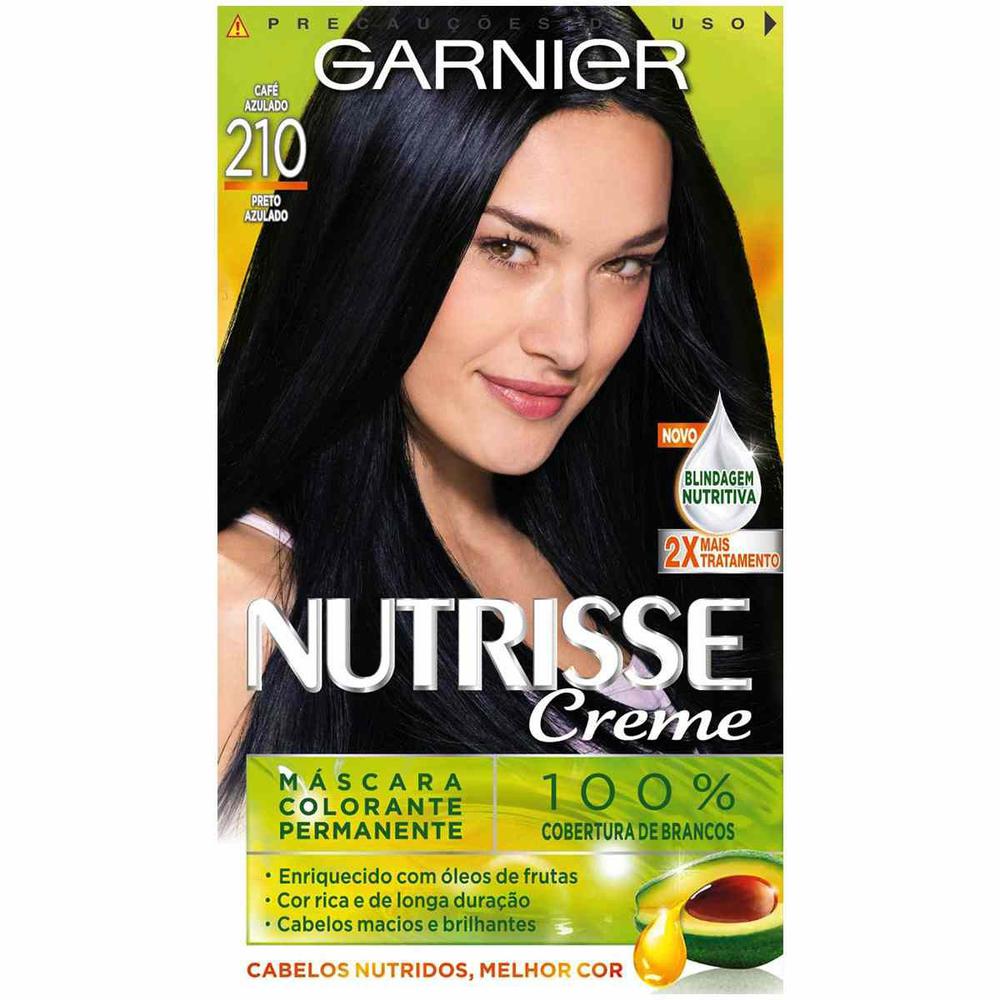 PRECAUÇÕES DE USO
GARNIER
CAFÉ
AZULADO
210
PRETO
AZULADO
NOVO
BLINDAGEM
NUTRITIVA
2X MAIS
TRATAMENTO
NUTRISSE
Creme
MÁSCARA
COLORANTE
PERMANENTE
100%
COBERTURA DE BRANCOS
• Enriquecido com óleos de frutas
• Cor rica e de longa duração
• Cabelos macios e brilhantes
CABELOS NUTRIDOS, MELHOR COR